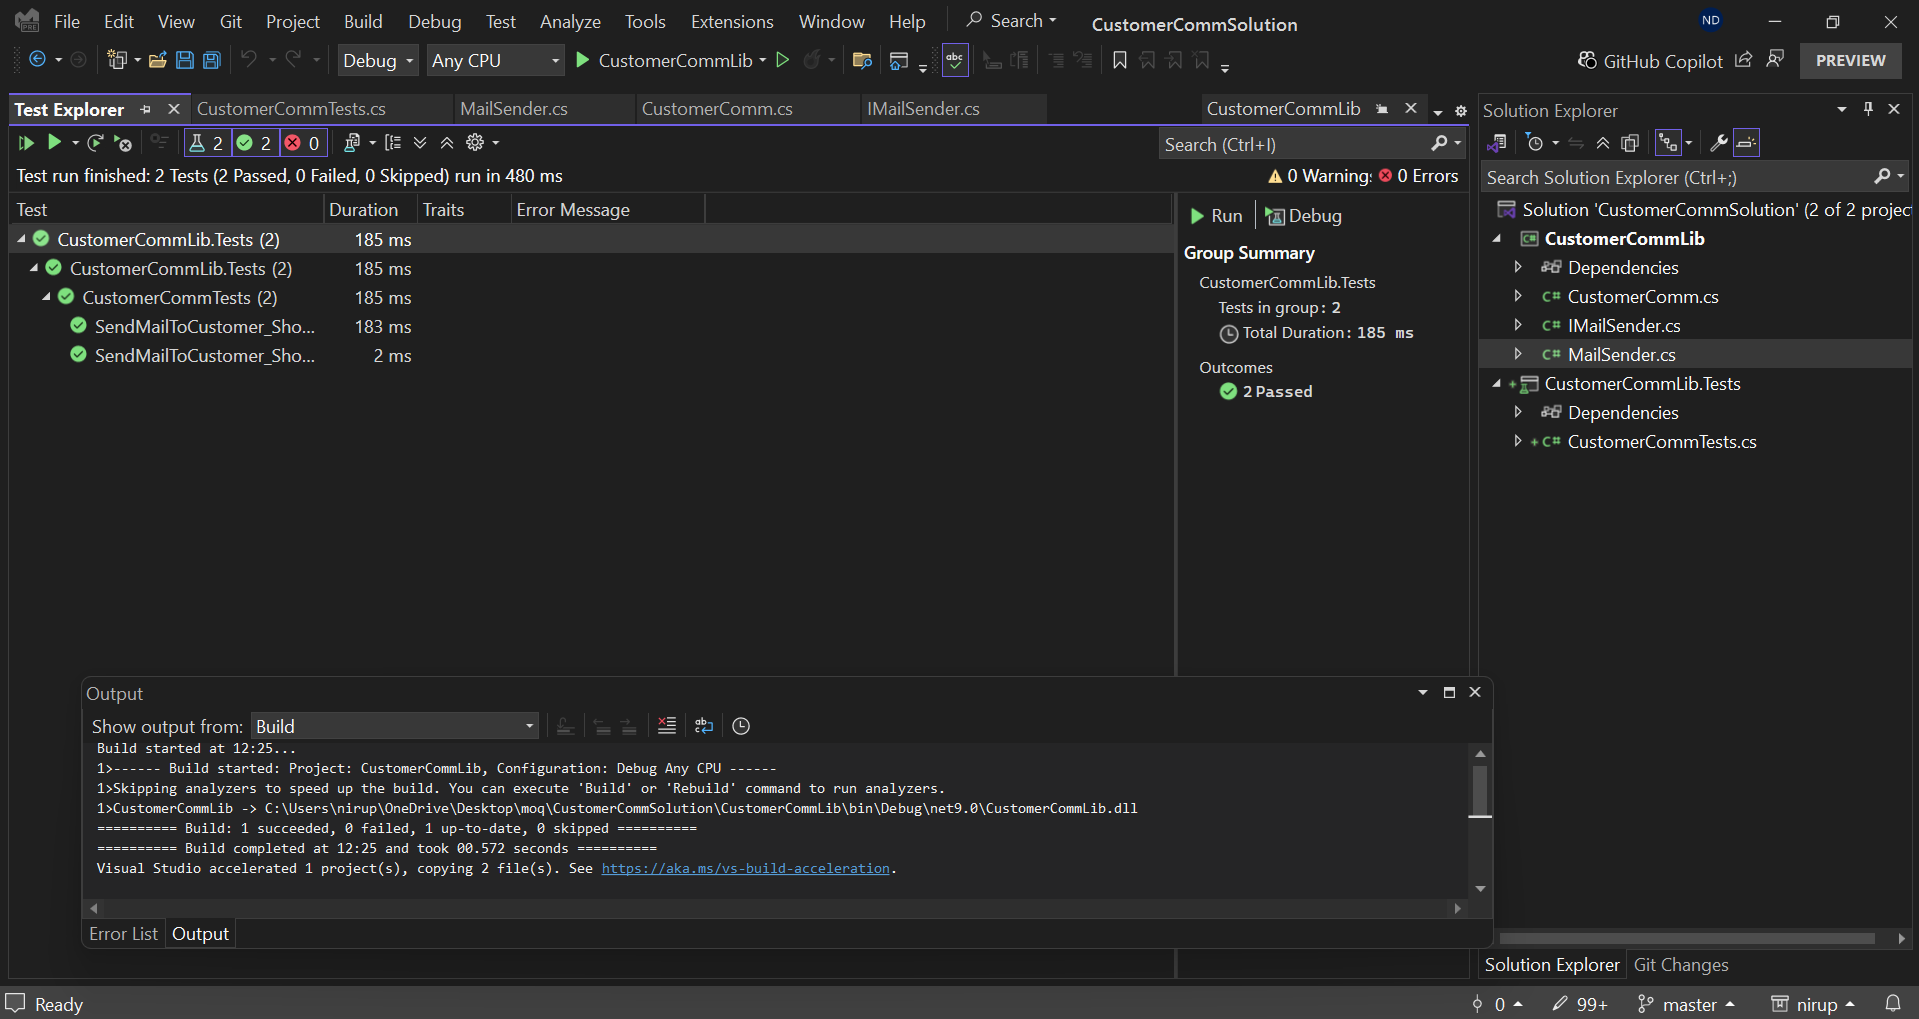 File Edit View Git Project Build Debug Test Analyze Tools Extensions Window Help Search CustomerCommSolution ND
Debug Any CPU CustomerCommLib GitHub Copilot PREVIEW
Test Explorer CustomerCommTests.cs MailSender.cs CustomerComm.cs IMailSender.cs CustomerCommLib
2 2 0 Search (Ctrl+I)
Test run finished: 2 Tests (2 Passed, 0 Failed, 0 Skipped) run in 480 ms 0 Warning: 0 Errors
Test Duration Traits Error Message
CustomerCommLib.Tests (2) 185 ms
CustomerCommLib.Tests (2) 185 ms
CustomerCommTests (2) 185 ms
SendMailToCustomer_Sho... 183 ms
SendMailToCustomer_Sho... 2 ms
Run Debug
Group Summary
CustomerCommLib.Tests
Tests in group: 2
Total Duration: 185 ms
Outcomes
2 Passed
Solution Explorer
Search Solution Explorer (Ctrl+;)
Solution 'CustomerCommSolution' (2 of 2 projec
CustomerCommLib
Dependencies
C# CustomerComm.cs
C# IMailSender.cs
C# MailSender.cs
CustomerCommLib.Tests
Dependencies
C# CustomerCommTests.cs
Output
Show output from: Build
Build started at 12:25...
1>------ Build started: Project: CustomerCommLib, Configuration: Debug Any CPU ------
1>Skipping analyzers to speed up the build. You can execute 'Build' or 'Rebuild' command to run analyzers.
1>CustomerCommLib -> C:\Users\nirup\OneDrive\Desktop\moq\CustomerCommSolution\CustomerCommLib\bin\Debug\net9.0\CustomerCommLib.dll
========== Build: 1 succeeded, 0 failed, 1 up-to-date, 0 skipped ==========
========== Build completed at 12:25 and took 00.572 seconds ==========
Visual Studio accelerated 1 project(s), copying 2 file(s). See https://aka.ms/vs-build-acceleration.
Error List Output
Solution Explorer Git Changes
Ready 0 99+ master nirup